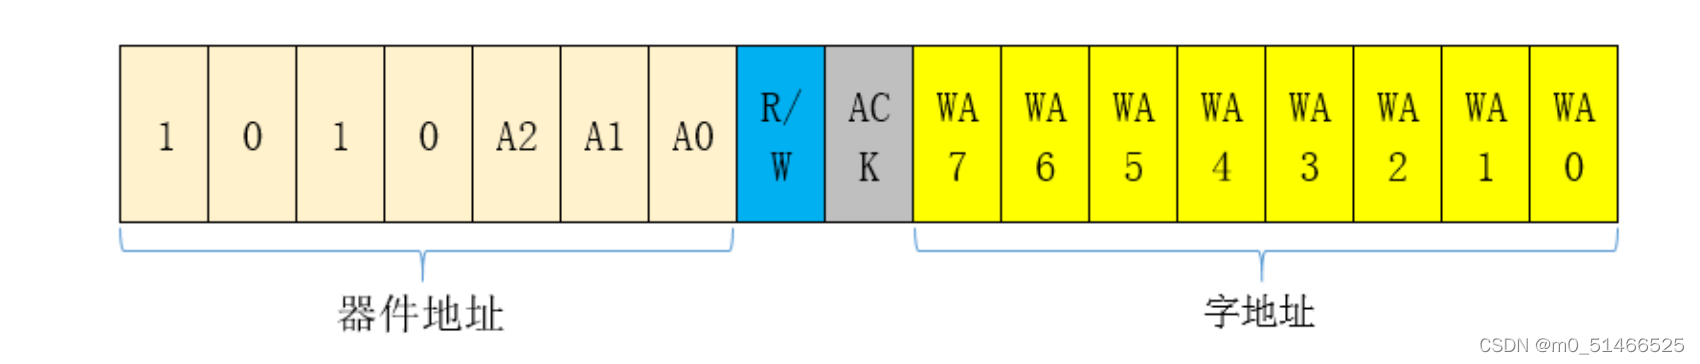 1 0 1 0 A2 A1 A0 R/W ACK WA7 WA6 WA5 WA4 WA3 WA2 WA1 WA0
器件地址 字地址
CSDN @m0_51466525